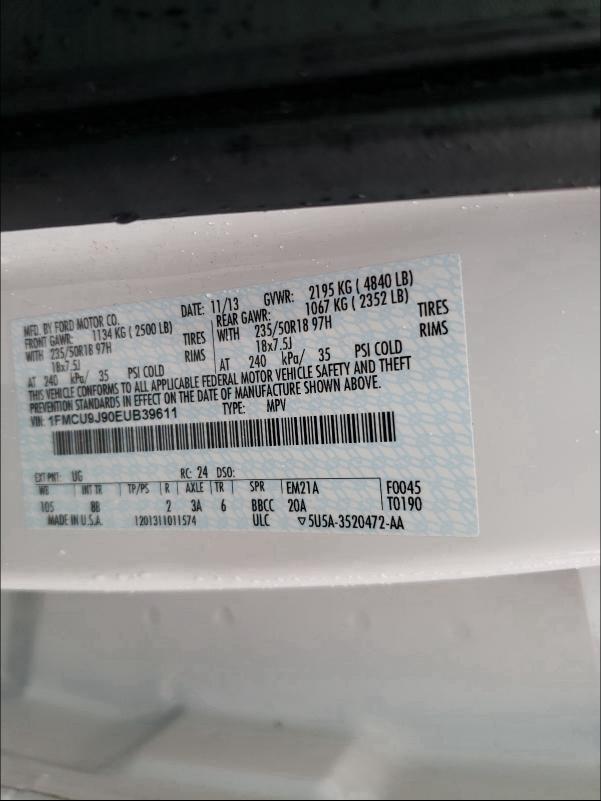 MFD. BY FORD MOTOR CO. DATE: 11/13 GVWR: 2195 KG ( 4840 LB)
FRONT GAWR: 1134 KG ( 2500 LB) REAR GAWR: 1067 KG ( 2352 LB)
WITH 235/50R18 97H TIRES WITH 235/50R18 97H TIRES
18x7.5J RIMS 18x7.5J RIMS
AT 240 kPa/ 35 PSI COLD AT 240 kPa/ 35 PSI COLD
THIS VEHICLE CONFORMS TO ALL APPLICABLE FEDERAL MOTOR VEHICLE SAFETY AND THEFT
PREVENTION STANDARDS IN EFFECT ON THE DATE OF MANUFACTURE SHOWN ABOVE.
VIN: 1FMCU9J90EUB39611 TYPE: MPV
EXT PNT: UG RC: 24 DSO:
WB INT TR TP/PS R AXLE TR SPR EM21A F0045
105 8B 2 3A 6 BBCC 20A T0190
MADE IN U.S.A. 1201311011574 ULC ▽5U5A-3520472-AA